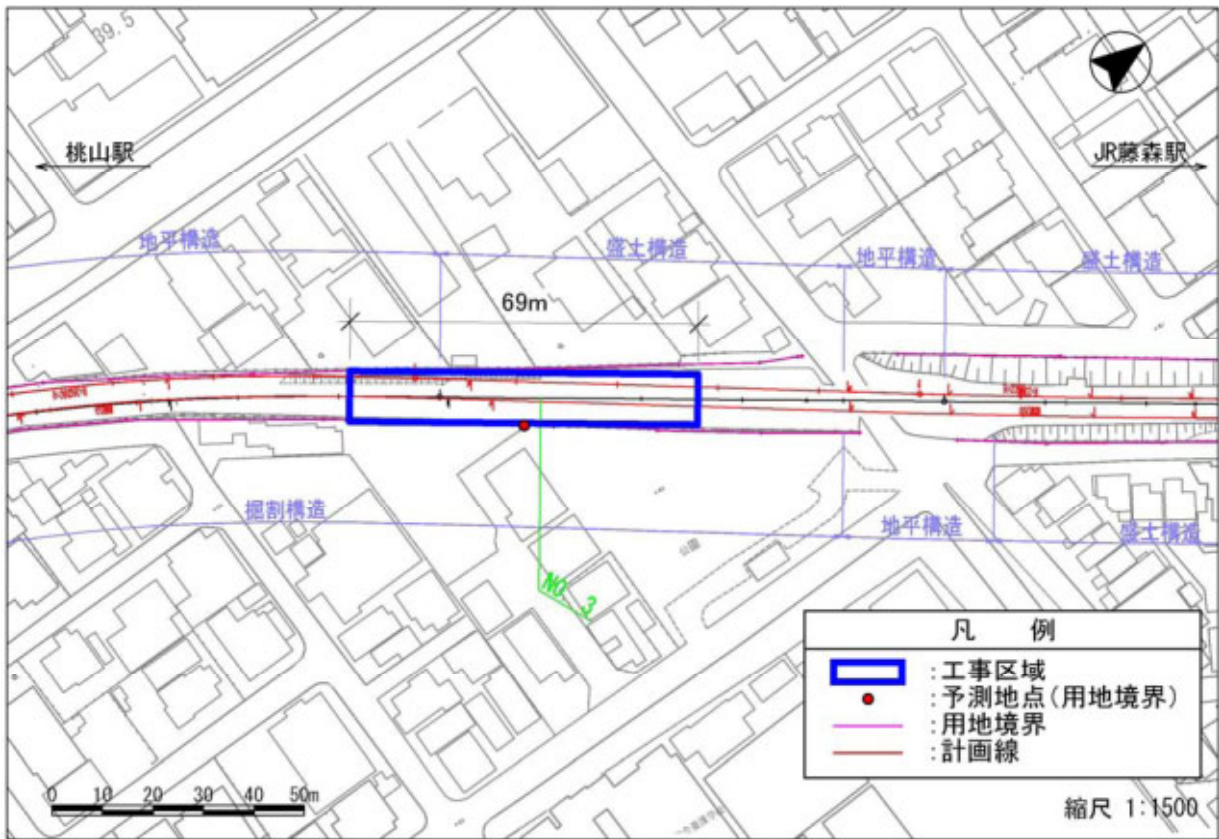 39.5
桃山駅
JR藤森駅
地平構造
盛土構造
地平構造
盛土構造
69m
掘割構造
地平構造
盛土構造
公園
NO 3
凡 例
:工事区域
:予測地点(用地境界)
:用地境界
:計画線
0 10 20 30 40 50m
縮尺 1:1500